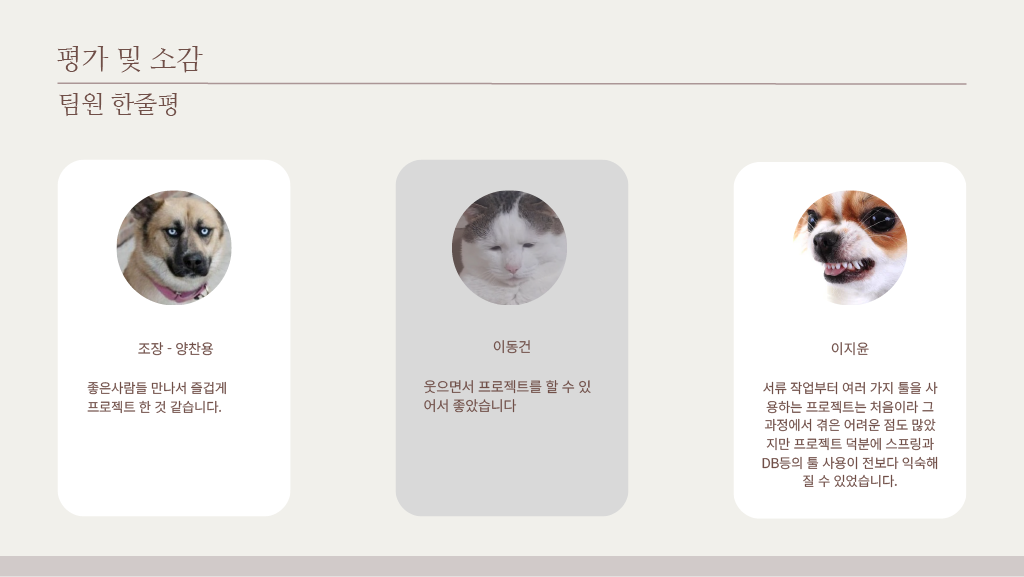 평가 및 소감
팀원 한줄평
조장 - 양찬용
좋은사람들 만나서 즐겁게
프로젝트 한 것 같습니다.
이동건
웃으면서 프로젝트를 할 수 있
어서 좋았습니다
이지윤
서류 작업부터 여러 가지 툴을 사
용하는 프로젝트는 처음이라 그
과정에서 겪은 어려운 점도 많았
지만 프로젝트 덕분에 스프링과
DB등의 툴 사용이 전보다 익숙해
질 수 있었습니다.